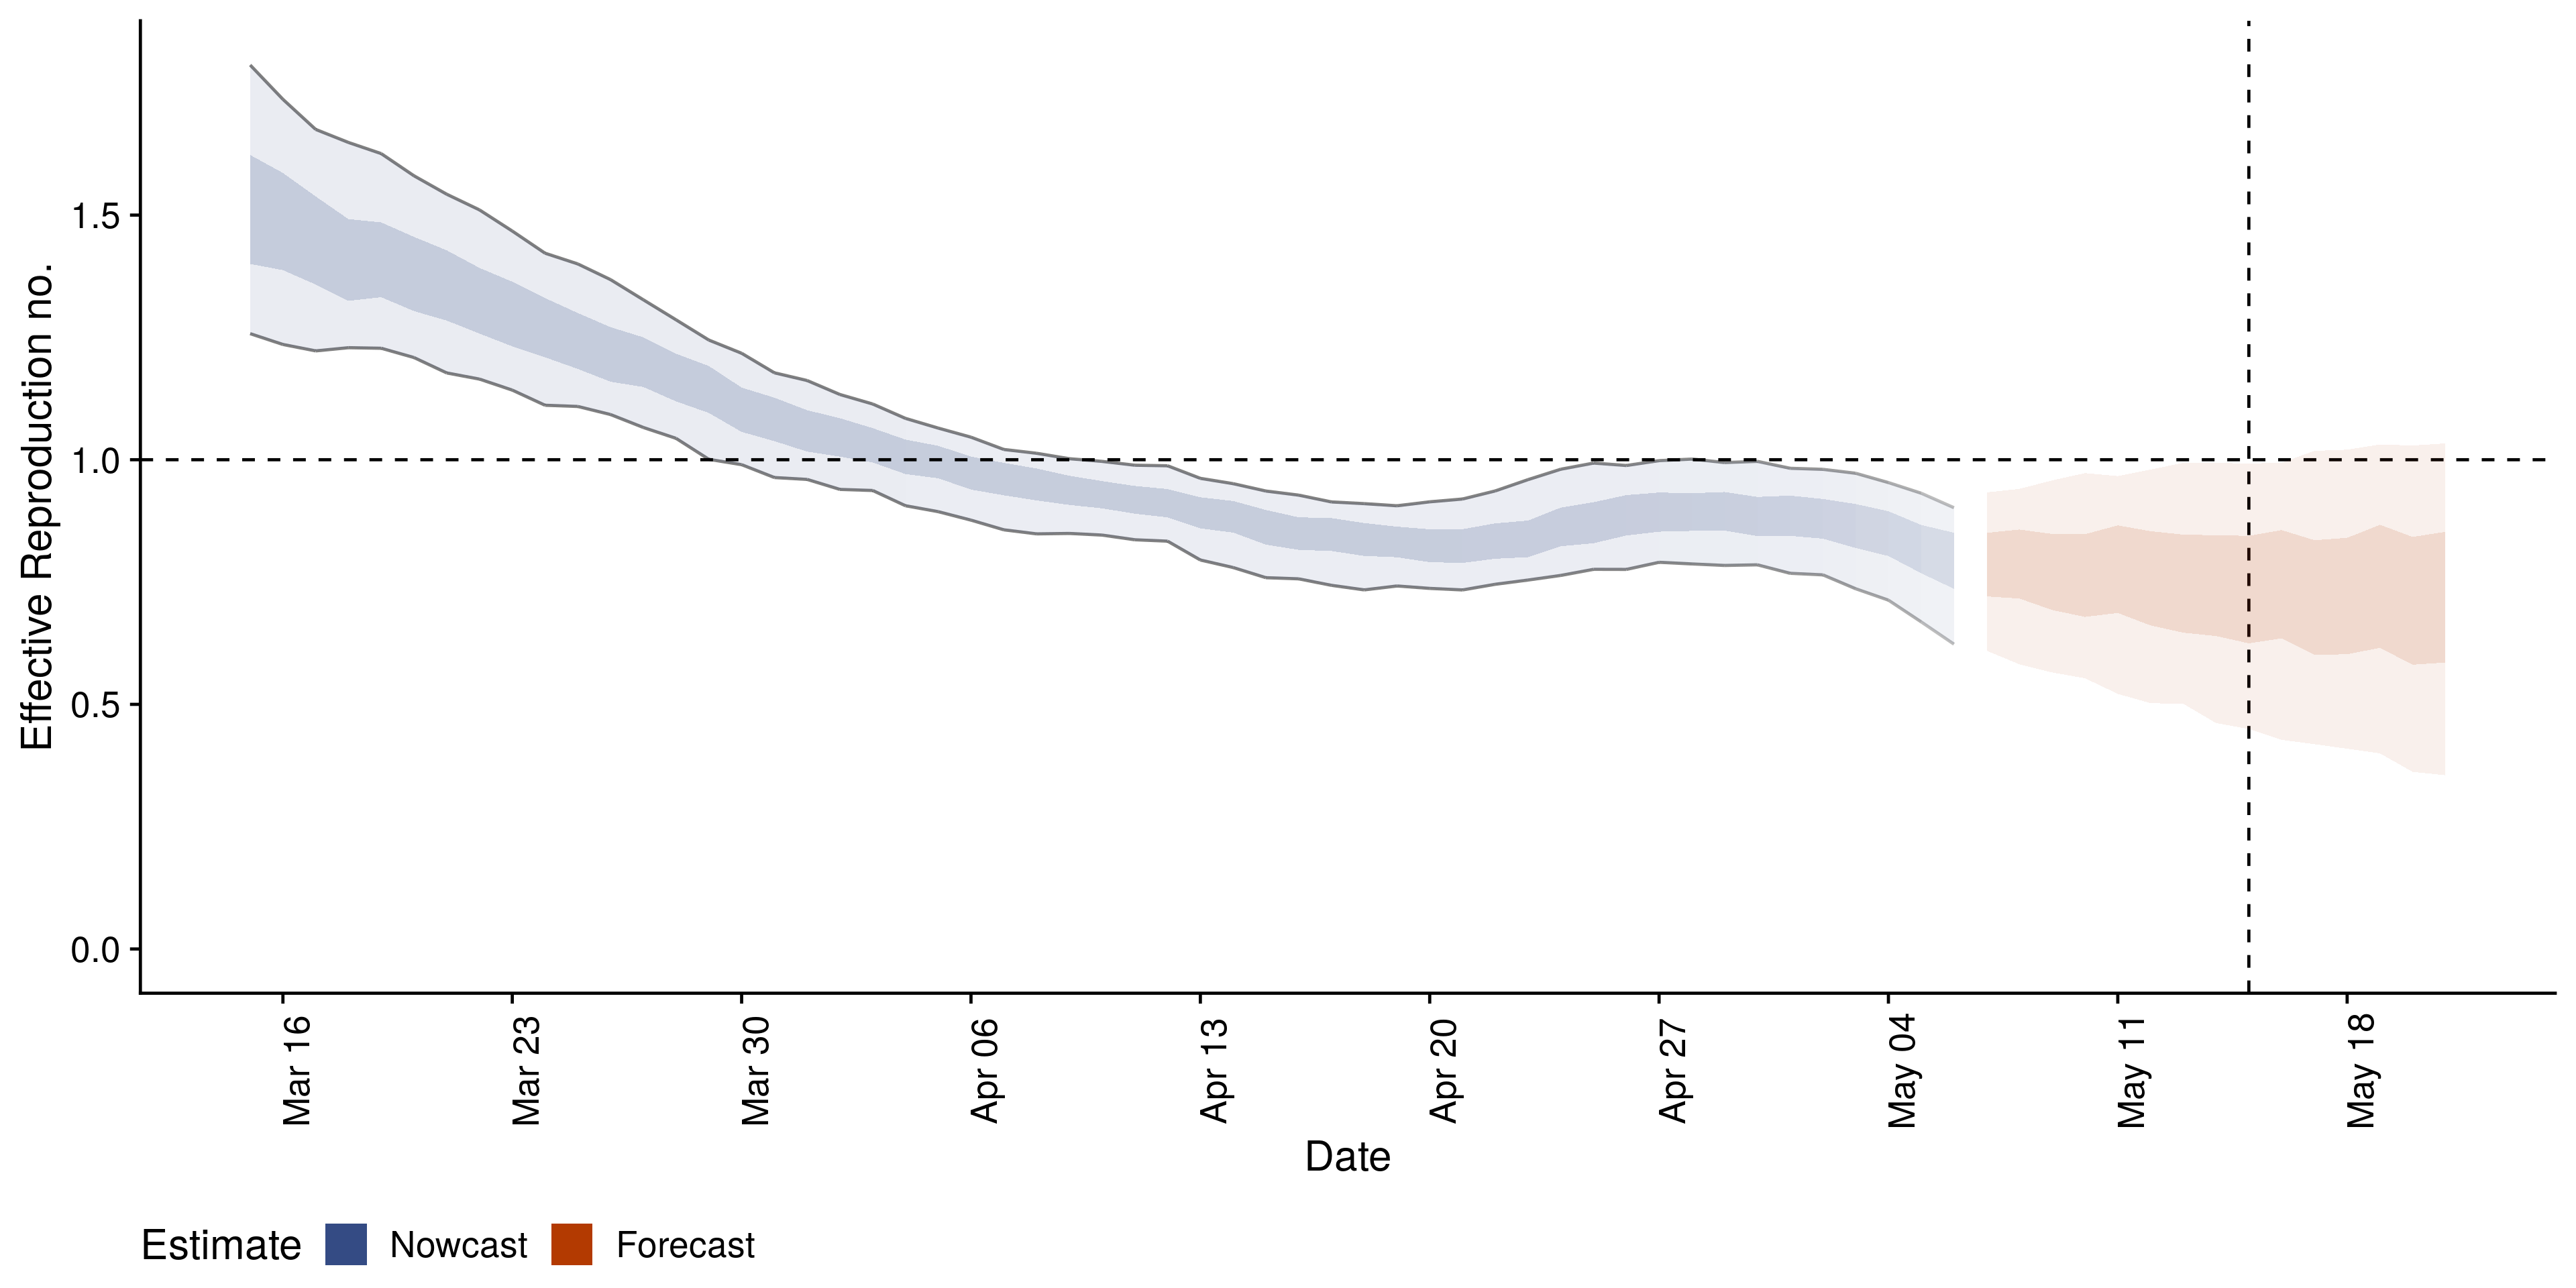 Effective Reproduction no.
1.5
1.0
0.5
0.0
Mar 16
Mar 23
Mar 30
Apr 06
Apr 13
Apr 20
Apr 27
May 04
May 11
May 18
Date
Estimate Nowcast Forecast